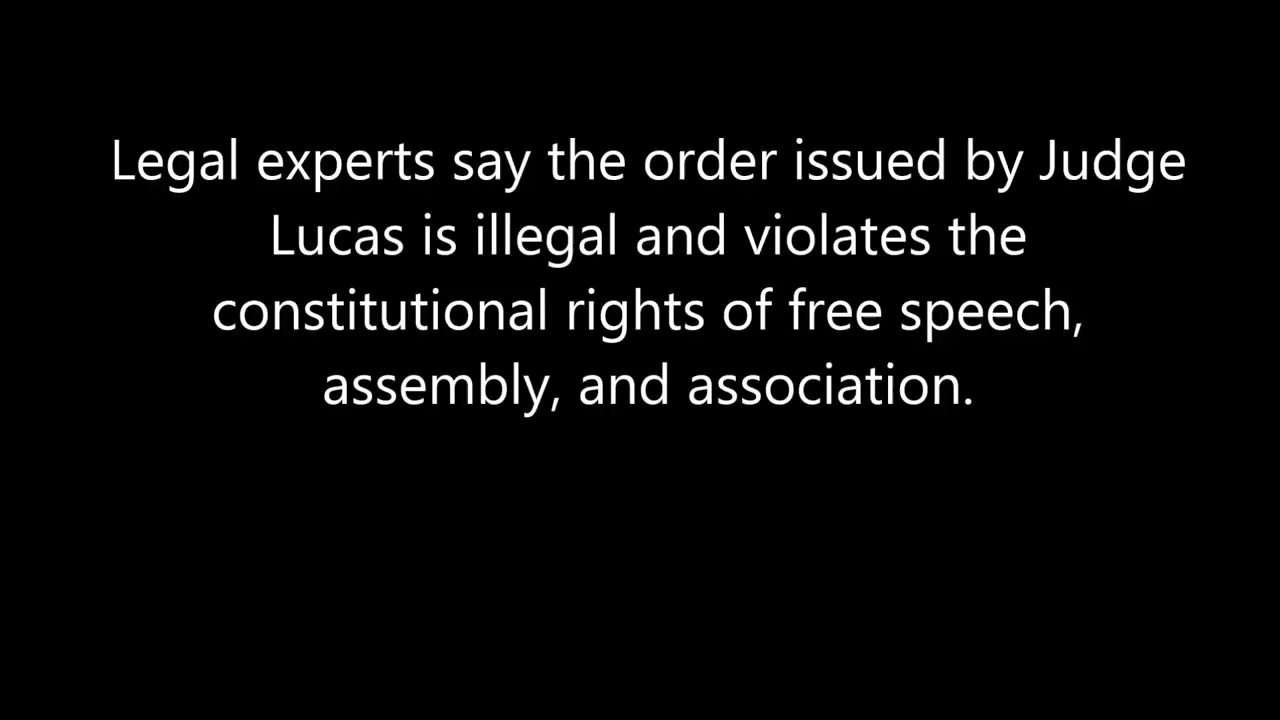 Legal experts say the order issued by Judge
Lucas is illegal and violates the
constitutional rights of free speech,
assembly, and association.